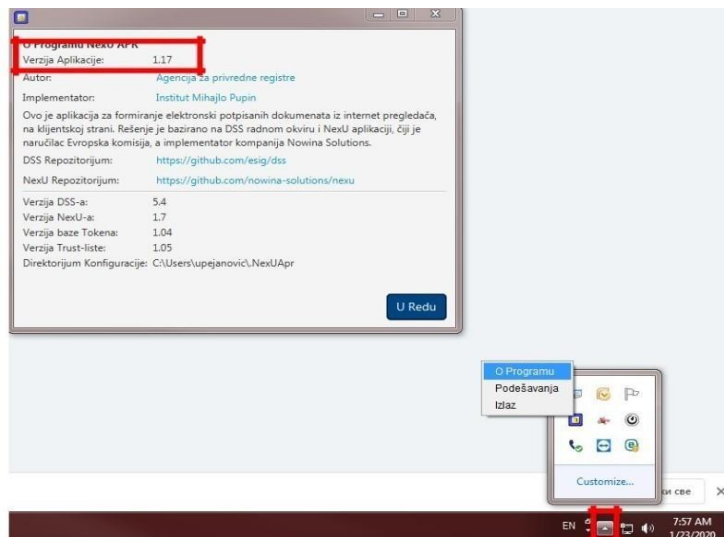 O Programu NexU APR
Verzija Aplikacije: 1.17
Autor: Agencija za privredne registre
Implementator: Institut Mihajlo Pupin
Ovo je aplikacija za formiranje elektronski potpisanih dokumenata iz internet pregledača,
na klijentskoj strani. Rešenje je bazirano na DSS radnom okviru i NexU aplikaciji, čiji je
naručilac Evropska komisija, a implementator kompanija Nowina Solutions.
DSS Repozitorijum: https://github.com/esig/dss
NexU Repozitorijum: https://github.com/nowina-solutions/nexu
Verzija DSS-a: 5.4
Verzija NexU-a: 1.7
Verzija baze Tokena: 1.04
Verzija Trust-liste: 1.05
Direktorijum Konfiguracije: C:\Users\upejanovic\.NexUApr
U Redu
O Programu
Podešavanja
Izlaz
Customize...
ки све
EN
7:57 AM
1/23/2020